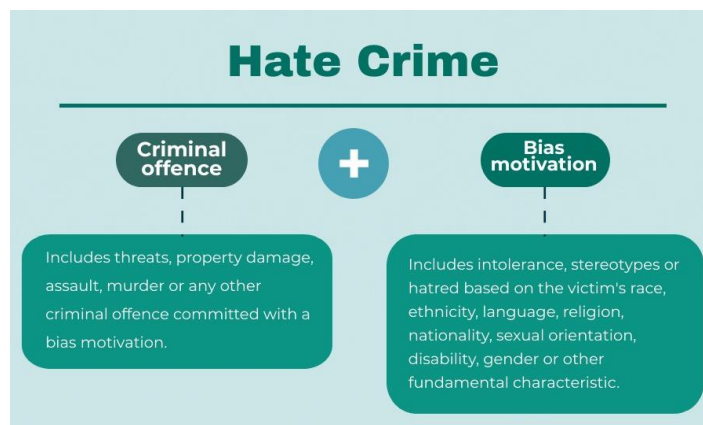 Hate Crime
Criminal
offence
+
Bias
motivation
Includes threats, property damage,
assault, murder or any other
criminal offence committed with a
bias motivation.
Includes intolerance, stereotypes or
hatred based on the victim's race,
ethnicity, language, religion,
nationality, sexual orientation,
disability, gender or other
fundamental characteristic.